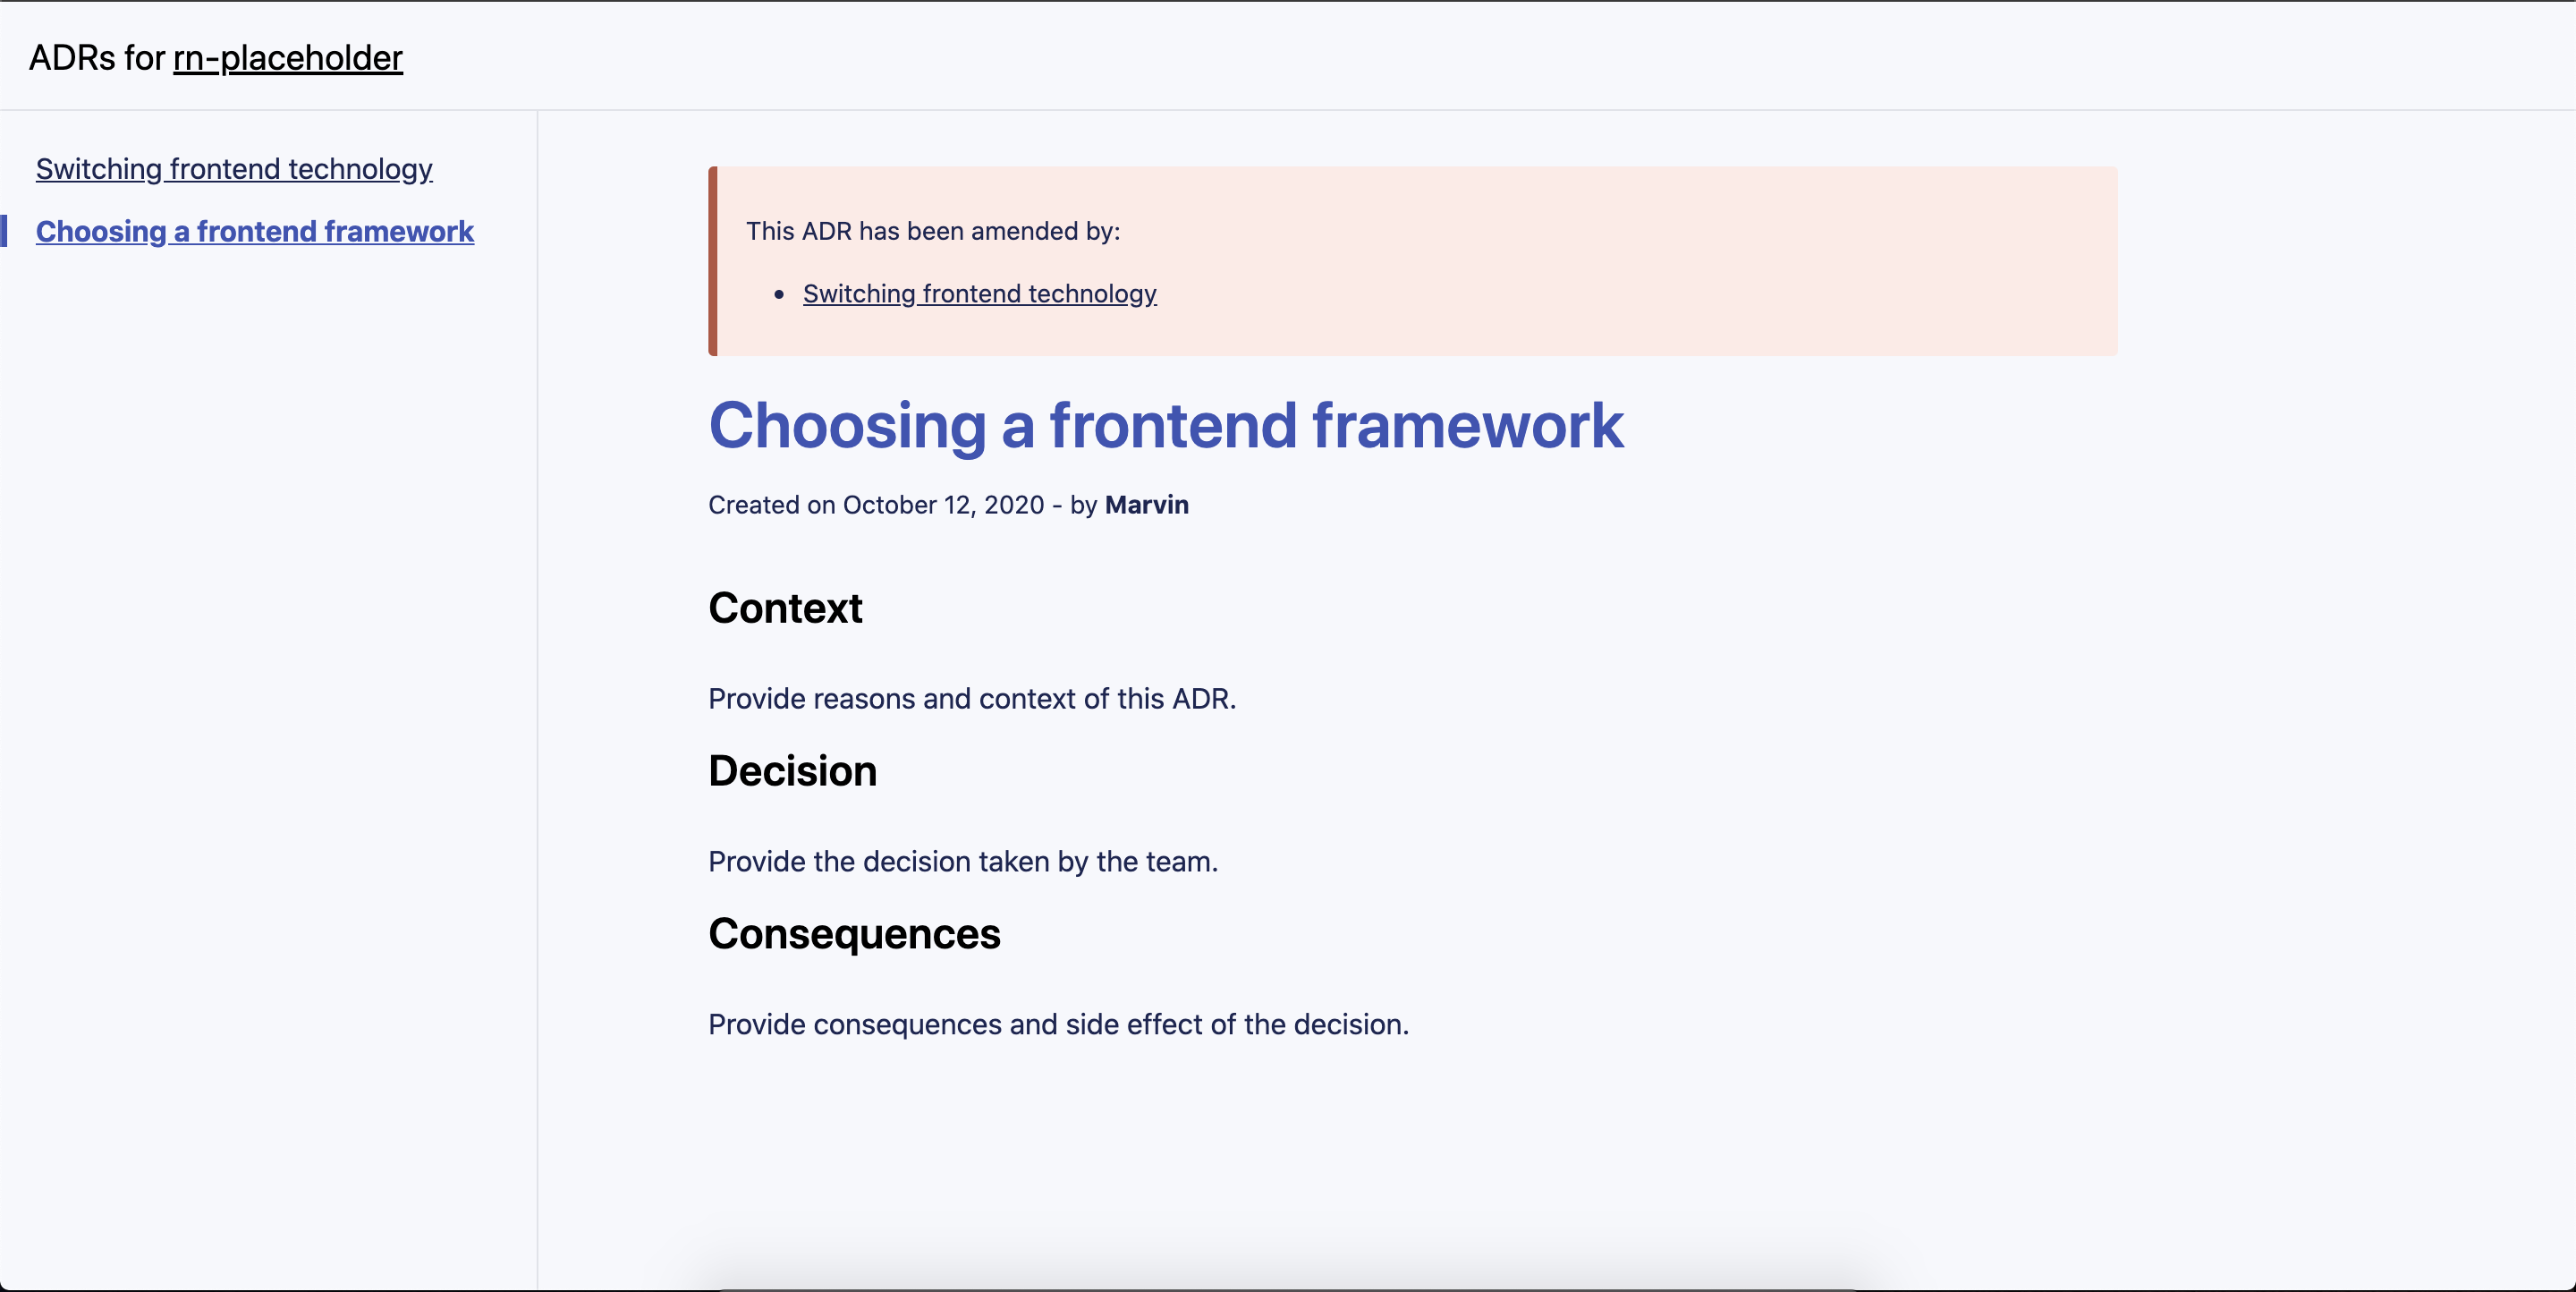 ADRs for rn-placeholder
Switching frontend technology
Choosing a frontend framework
This ADR has been amended by:
• Switching frontend technology
Choosing a frontend framework
Created on October 12, 2020 - by Marvin
Context
Provide reasons and context of this ADR.
Decision
Provide the decision taken by the team.
Consequences
Provide consequences and side effect of the decision.